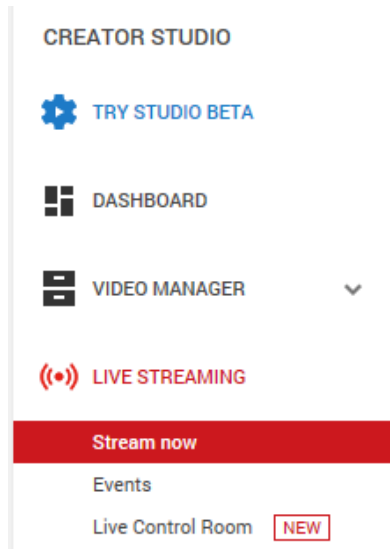 CREATOR STUDIO
TRY STUDIO BETA
DASHBOARD
VIDEO MANAGER
LIVE STREAMING
Stream now
Events
Live Control Room NEW